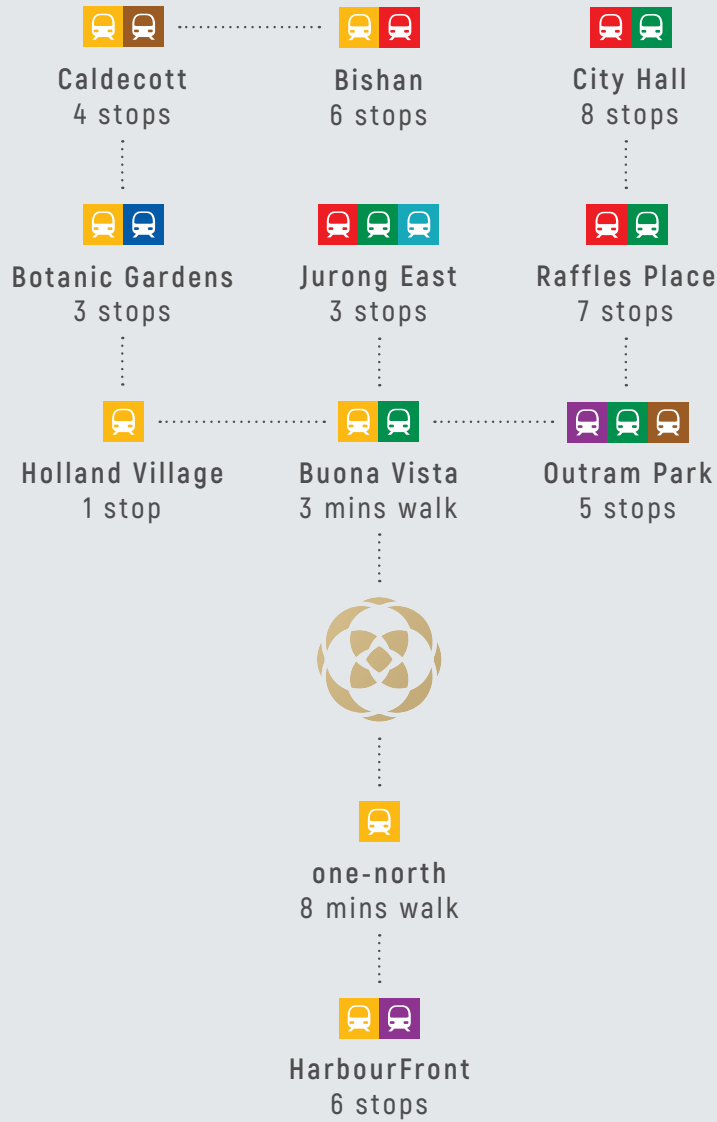 Caldecott
4 stops
Bishan
6 stops
City Hall
8 stops
Botanic Gardens
3 stops
Jurong East
3 stops
Raffles Place
7 stops
Holland Village
1 stop
Buona Vista
3 mins walk
Outram Park
5 stops
one-north
8 mins walk
HarbourFront
6 stops